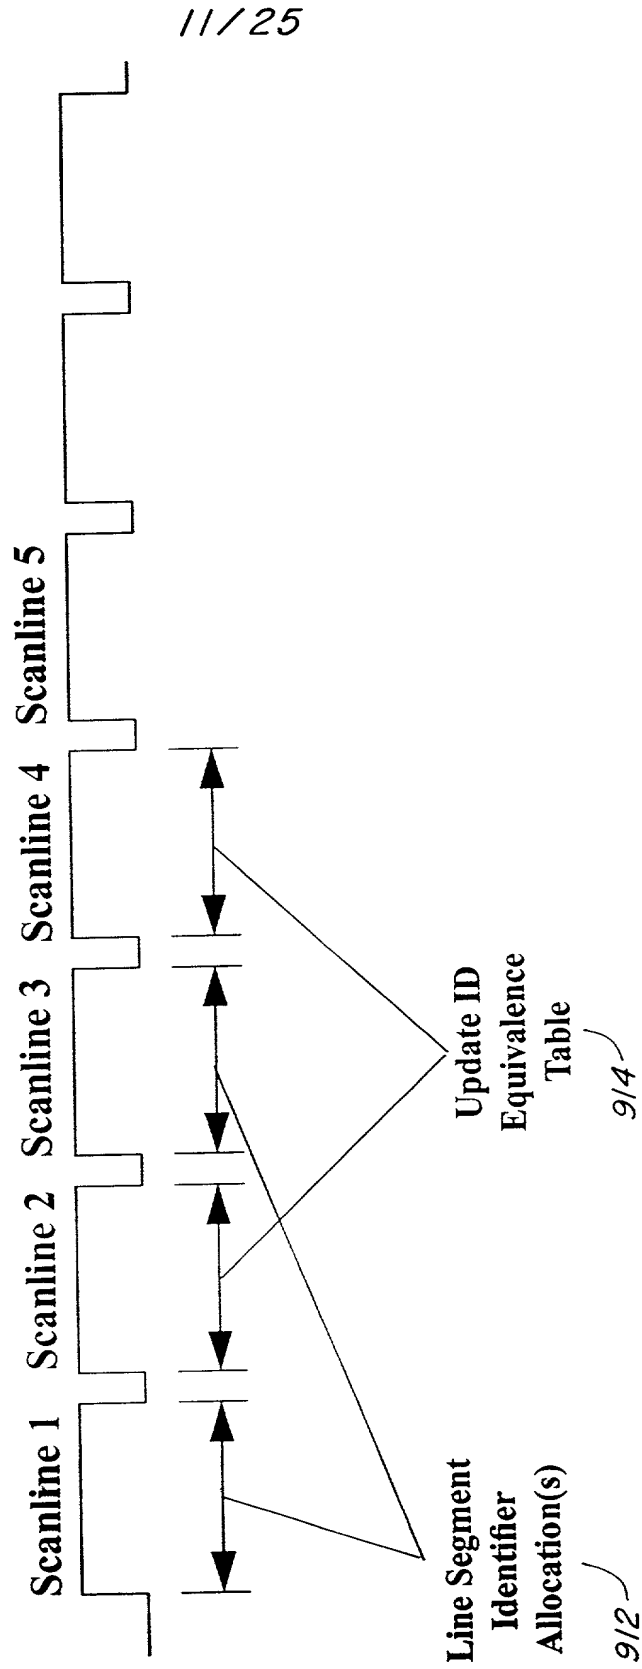 11/25
Scanline 1
Scanline 2
Scanline 3
Scanline 4
Scanline 5
Line Segment
Identifier
Allocation(s)
912
Update ID
Equivalence
Table
914